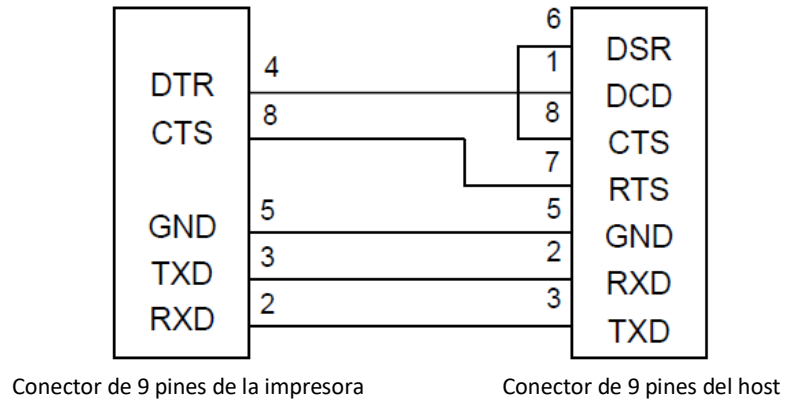 6
DSR
4 1
DTR DCD
8 8
CTS CTS
7
RTS
5 5
GND GND
3 2
TXD RXD
2 3
RXD TXD
Conector de 9 pines de la impresora Conector de 9 pines del host